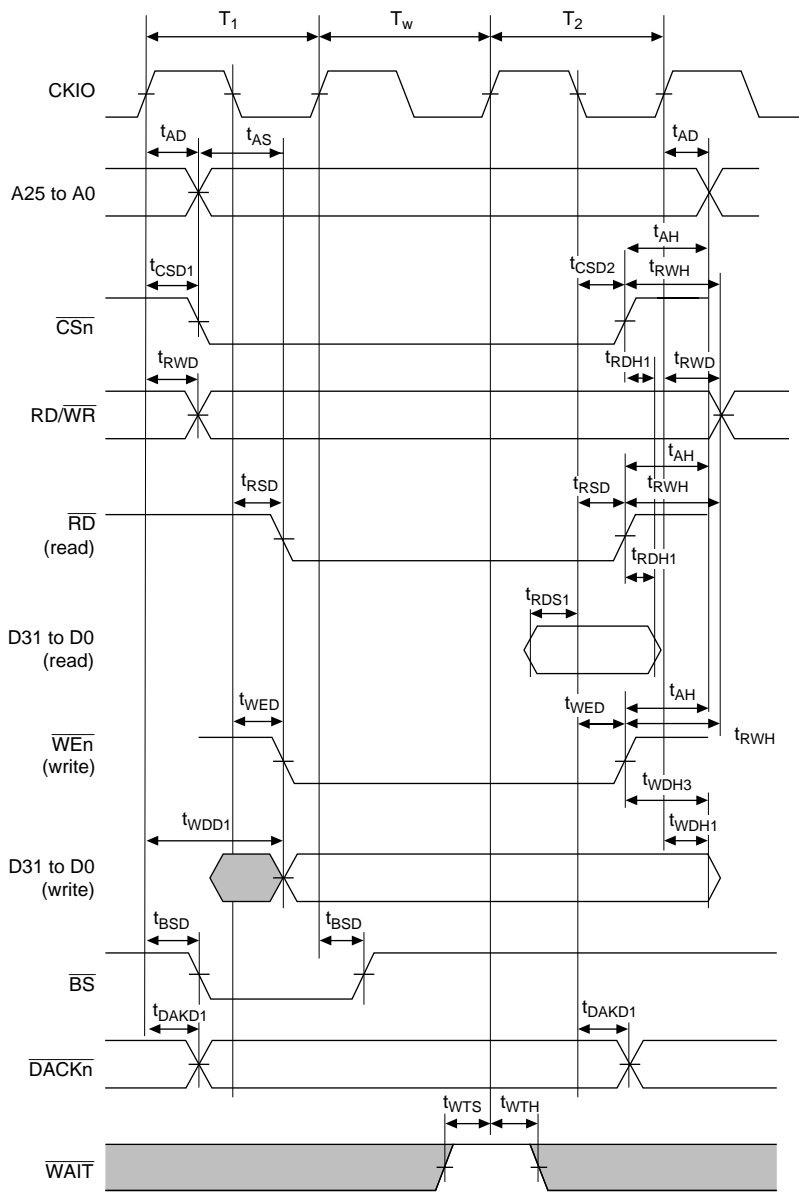 T1 Tw T2
CKIO
tAD tAS tAD
A25 to A0
tAH
tCSD1 tCSD2 tRWH
CSn
tRDH1
tRWD tRWD
RD/WR
tAH
tRSD tRSD tRWH
RD
(read)
tRDH1
tRDS1
D31 to D0
(read)
tAH
tWED tWED
tRWH
WEn
(write)
tWDH3
tWDD1 tWDH1
D31 to D0
(write)
tBSD tBSD
BS
tDAKD1 tDAKD1
DACKn
tWTS tWTH
WAIT